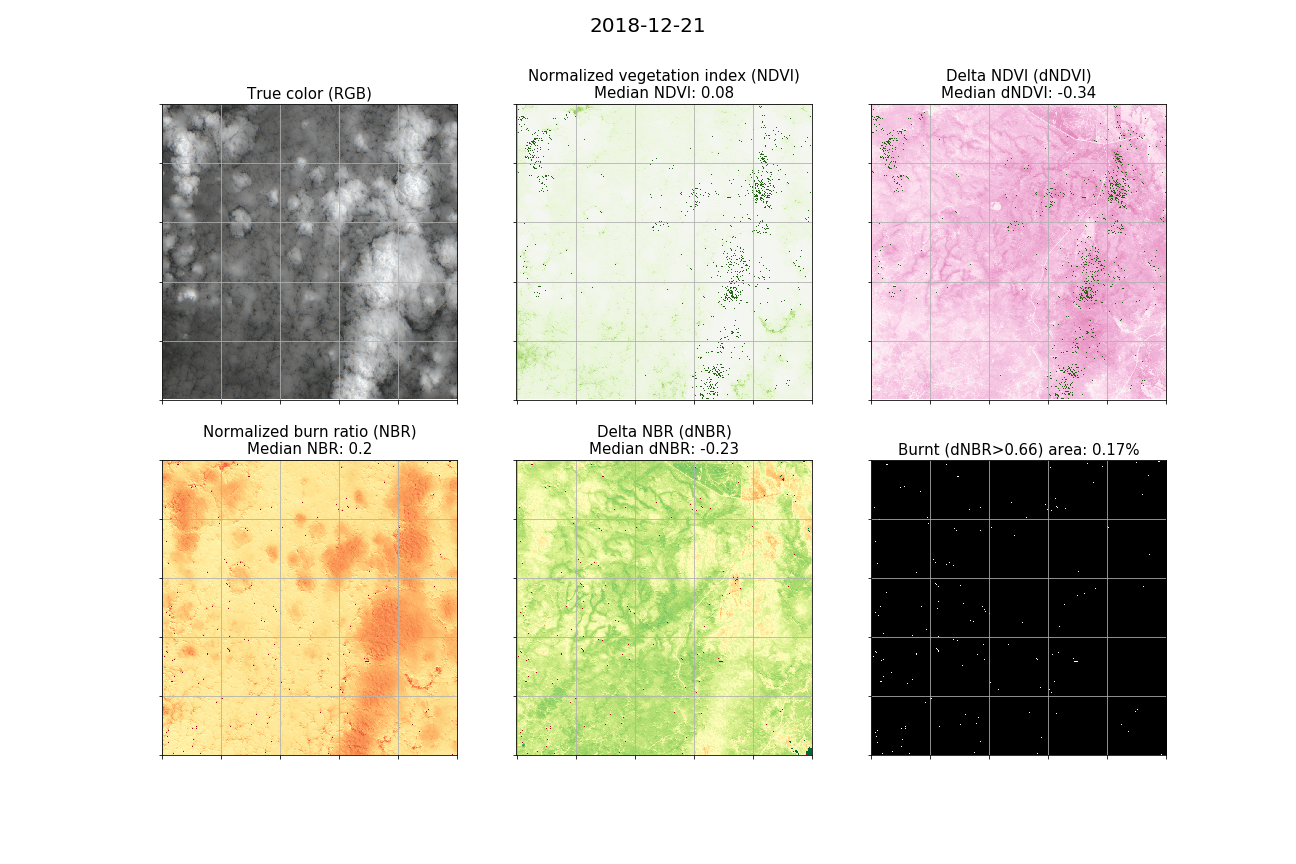 2018-12-21
True color (RGB)
Normalized vegetation index (NDVI)
Median NDVI: 0.08
Delta NDVI (dNDVI)
Median dNDVI: -0.34
Normalized burn ratio (NBR)
Median NBR: 0.2
Delta NBR (dNBR)
Median dNBR: -0.23
Burnt (dNBR>0.66) area: 0.17%